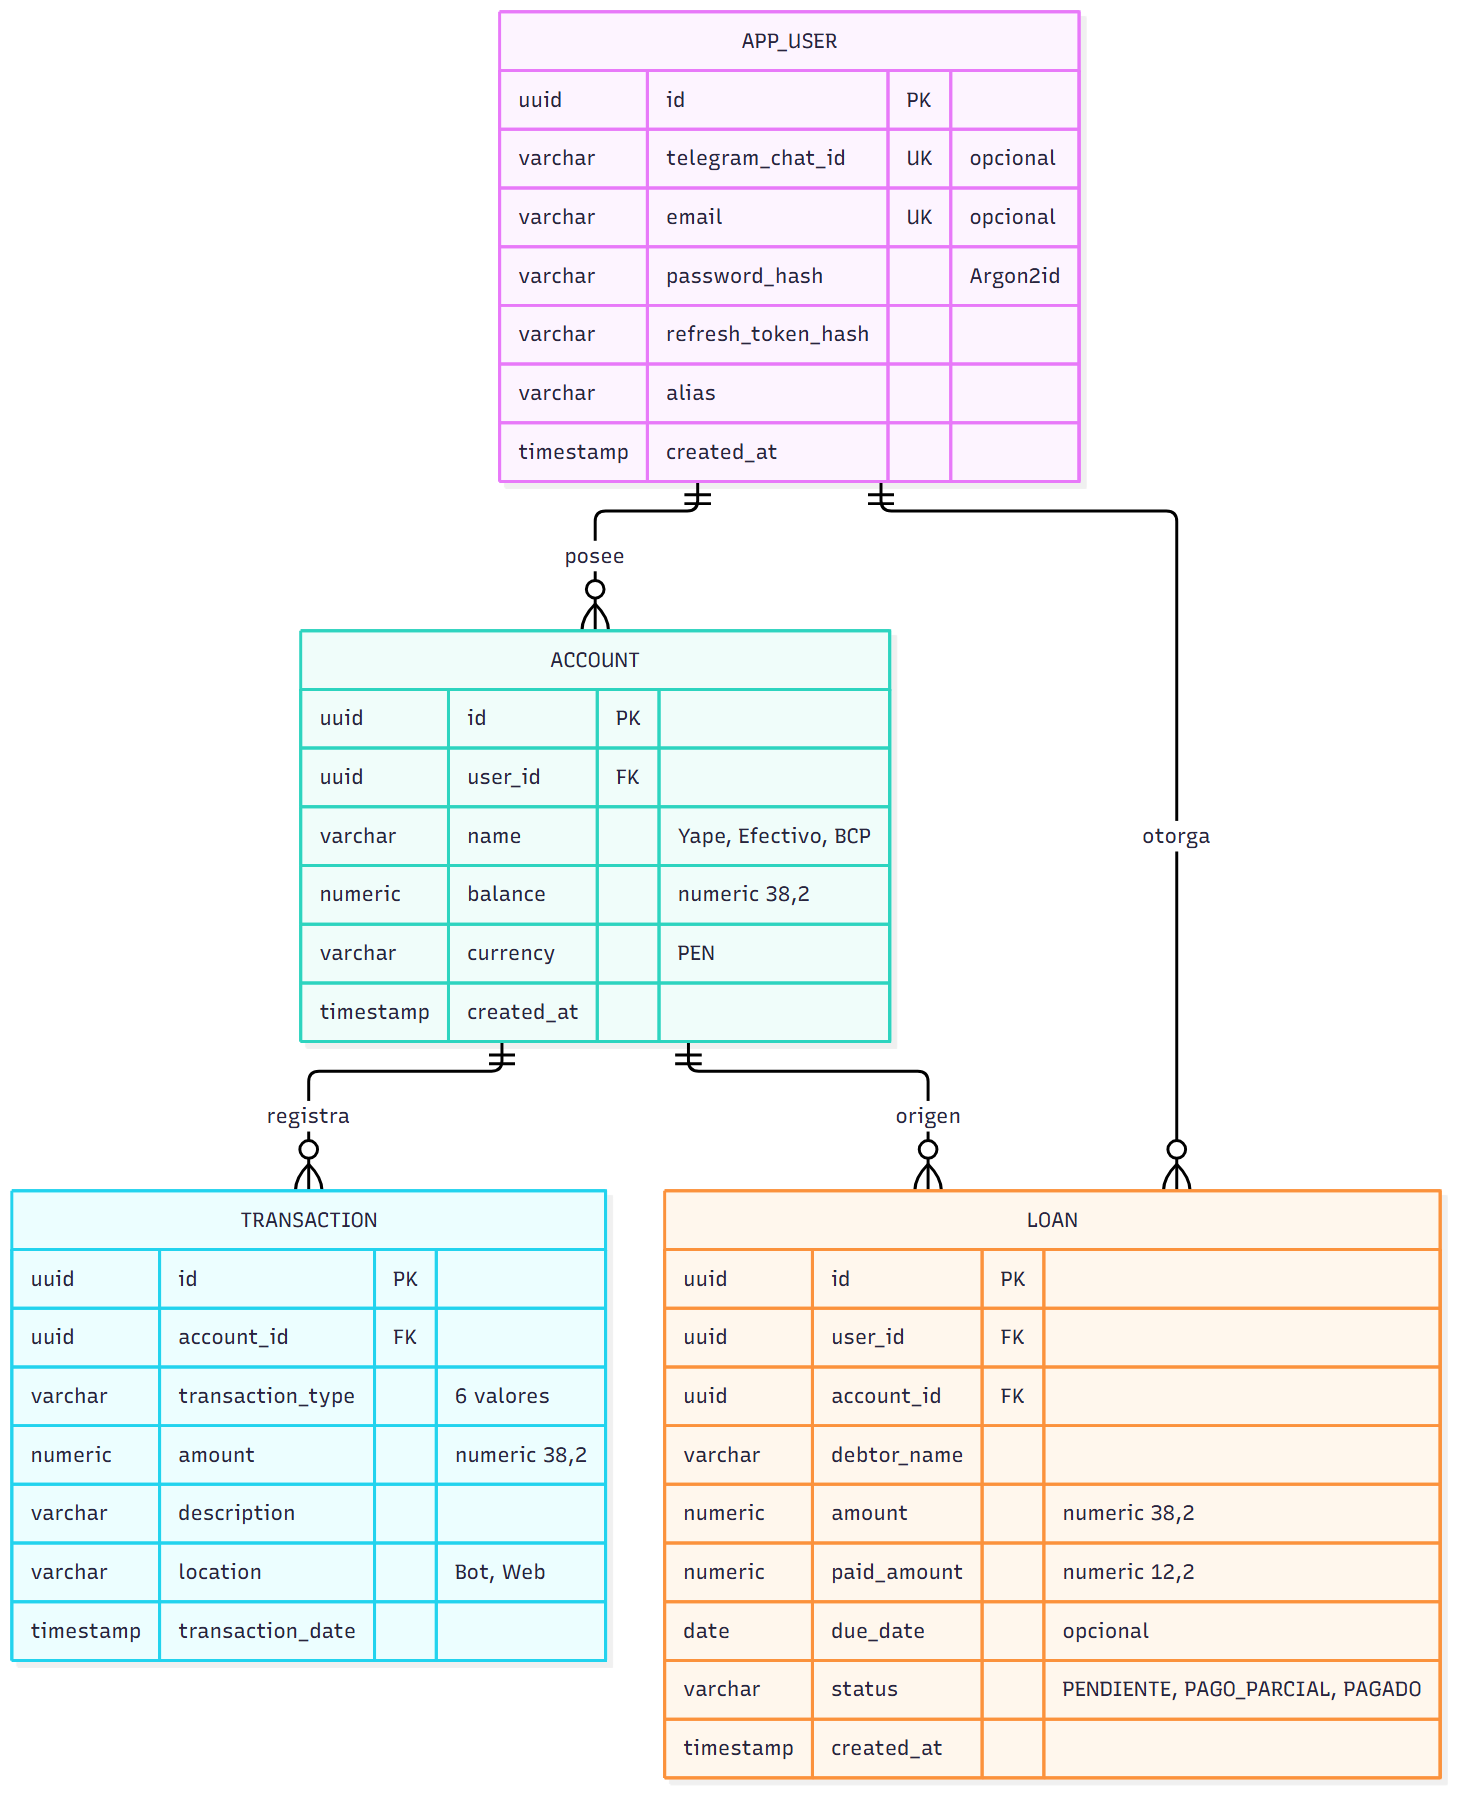 APP_USER
uuid id PK
varchar telegram_chat_id UK opcional
varchar email UK opcional
varchar password_hash Argon2id
varchar refresh_token_hash
varchar alias
timestamp created_at
posee
ACCOUNT
uuid id PK
uuid user_id FK
varchar name Yape, Efectivo, BCP
numeric balance numeric 38,2
varchar currency PEN
timestamp created_at
otorga
registra
origen
TRANSACTION
uuid id PK
uuid account_id FK
varchar transaction_type 6 valores
numeric amount numeric 38,2
varchar description
varchar location Bot, Web
timestamp transaction_date
LOAN
uuid id PK
uuid user_id FK
uuid account_id FK
varchar debtor_name
numeric amount numeric 38,2
numeric paid_amount numeric 12,2
date due_date opcional
varchar status PENDIENTE, PAGO_PARCIAL, PAGADO
timestamp created_at